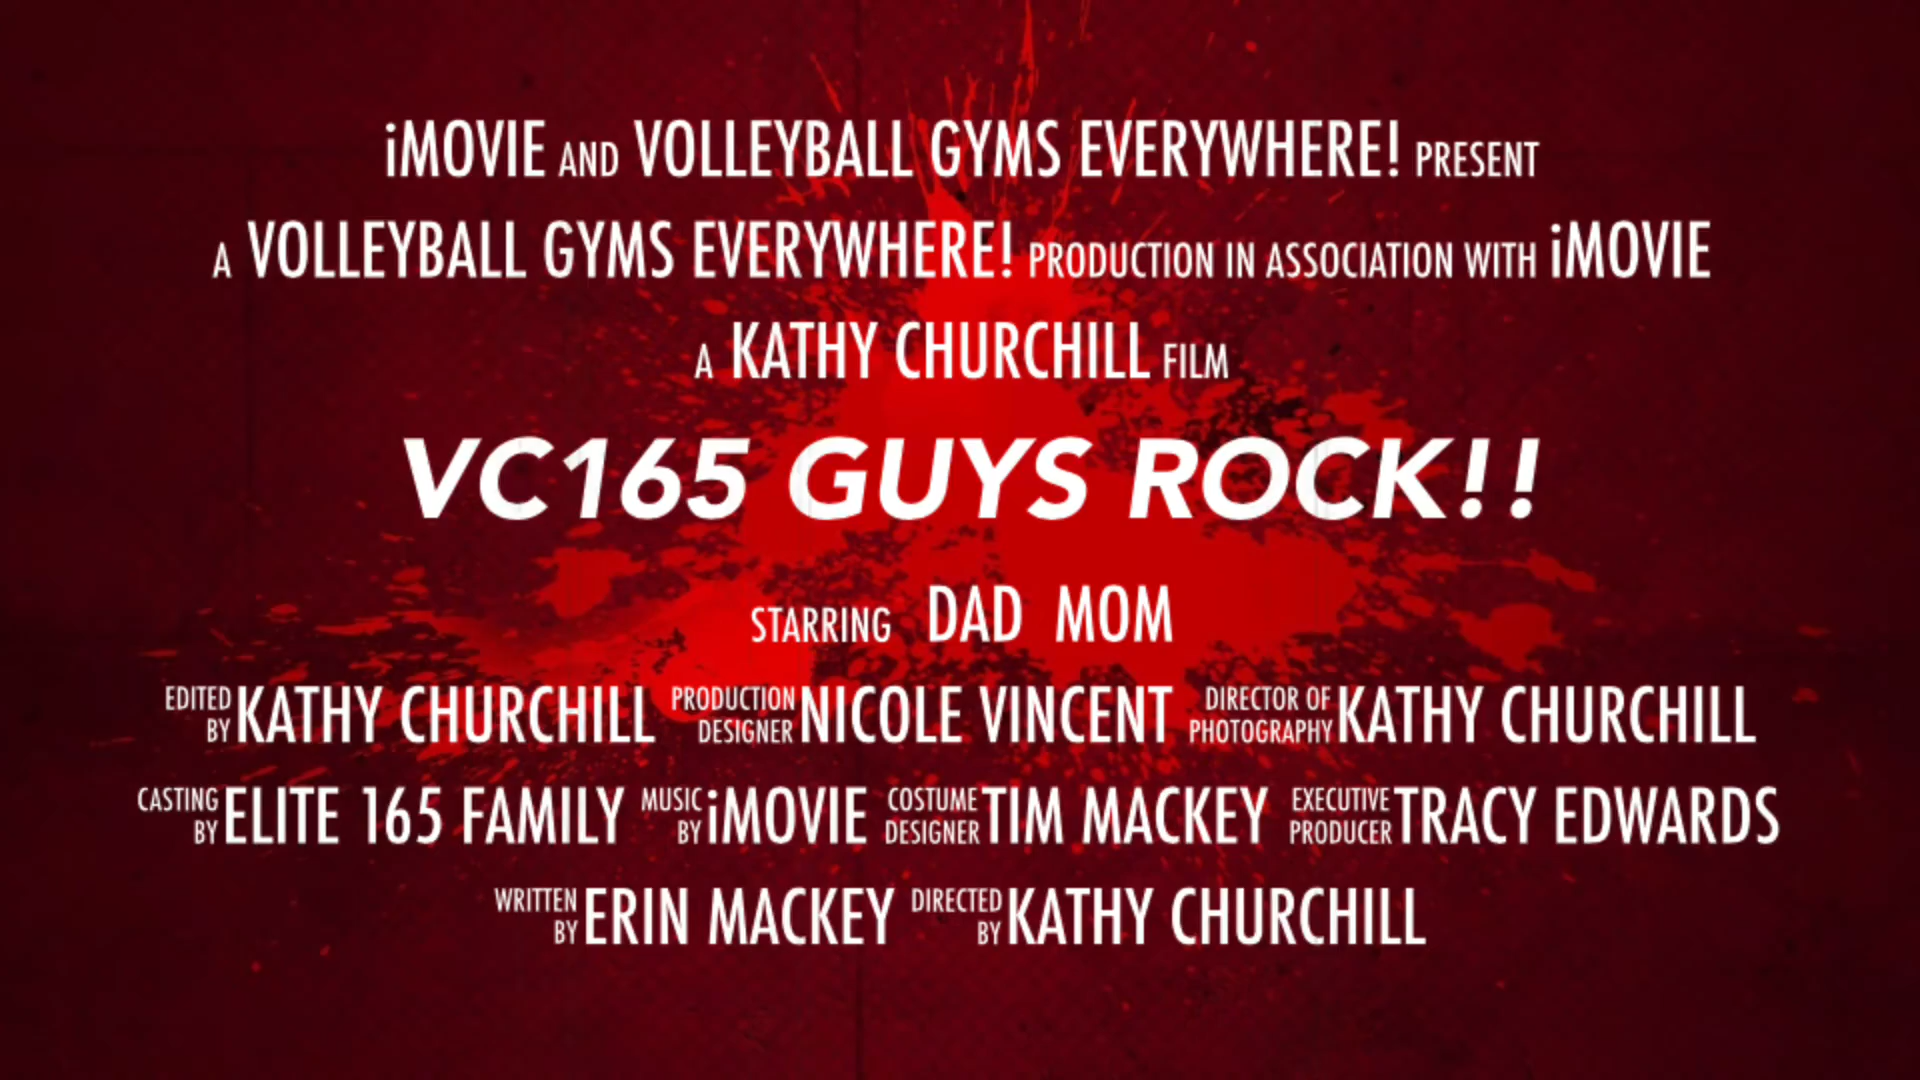 iMOVIE AND VOLLEYBALL GYMS EVERYWHERE! PRESENT
A VOLLEYBALL GYMS EVERYWHERE! PRODUCTION IN ASSOCIATION WITH iMOVIE
A KATHY CHURCHILL FILM
VC165 GUYS ROCK!!
STARRING DAD MOM
EDITED BY KATHY CHURCHILL PRODUCTION DESIGNER NICOLE VINCENT DIRECTOR OF PHOTOGRAPHY KATHY CHURCHILL
CASTING BY ELITE 165 FAMILY MUSIC BY iMOVIE COSTUME DESIGNER TIM MACKEY EXECUTIVE PRODUCER TRACY EDWARDS
WRITTEN BY ERIN MACKEY DIRECTED BY KATHY CHURCHILL